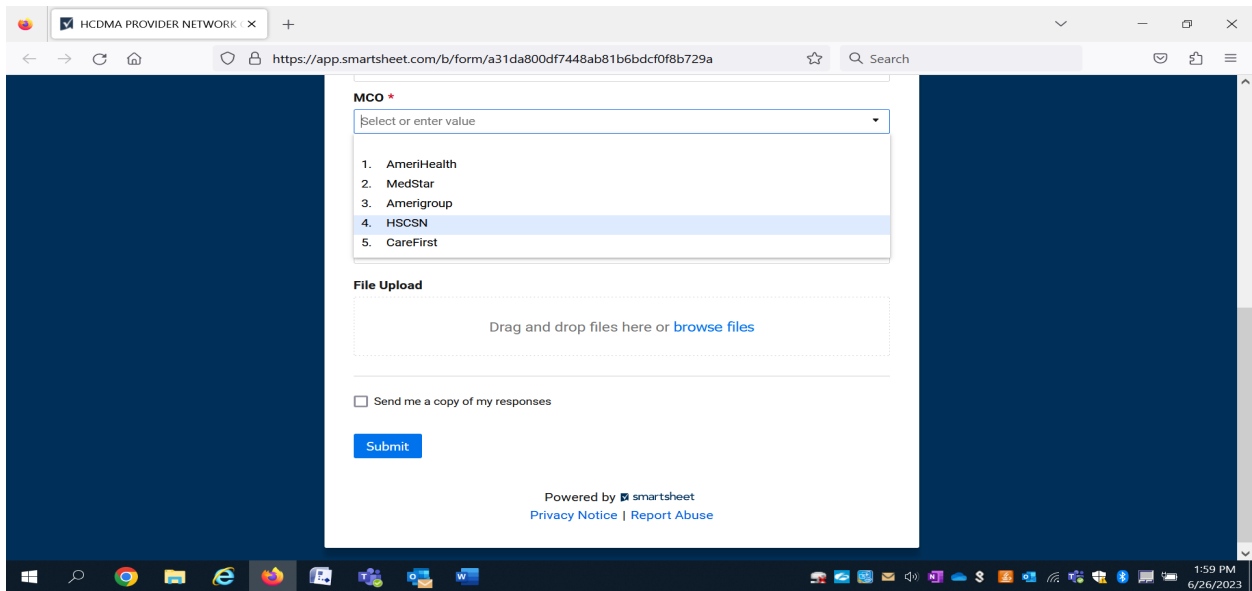 HCDMA PROVIDER NETWORK
https://app.smartsheet.com/b/form/a31da800df7448ab81b6bdcf0f8b729a
Search
MCO *
Select or enter value
1. AmeriHealth
2. MedStar
3. Amerigroup
4. HSCSN
5. CareFirst
File Upload
Drag and drop files here or browse files
Send me a copy of my responses
Submit
Powered by smartsheet
Privacy Notice | Report Abuse
1:59 PM
6/26/2023